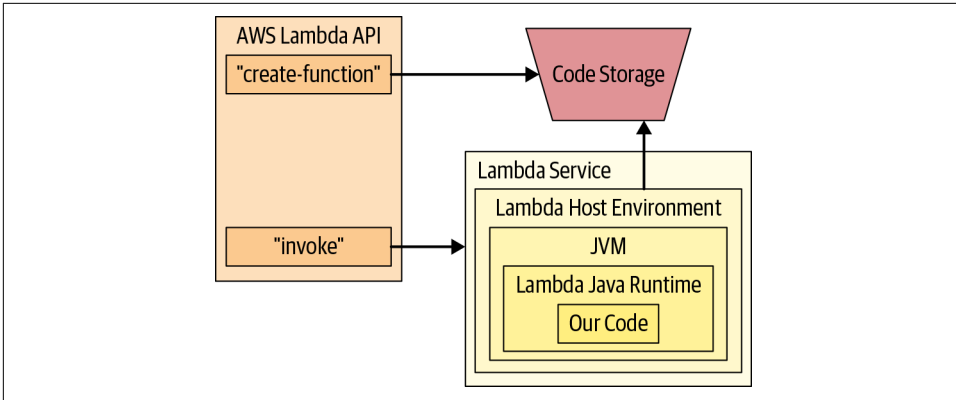 AWS Lambda API
"create-function"
Code Storage
Lambda Service
Lambda Host Environment
"invoke"
JVM
Lambda Java Runtime
Our Code